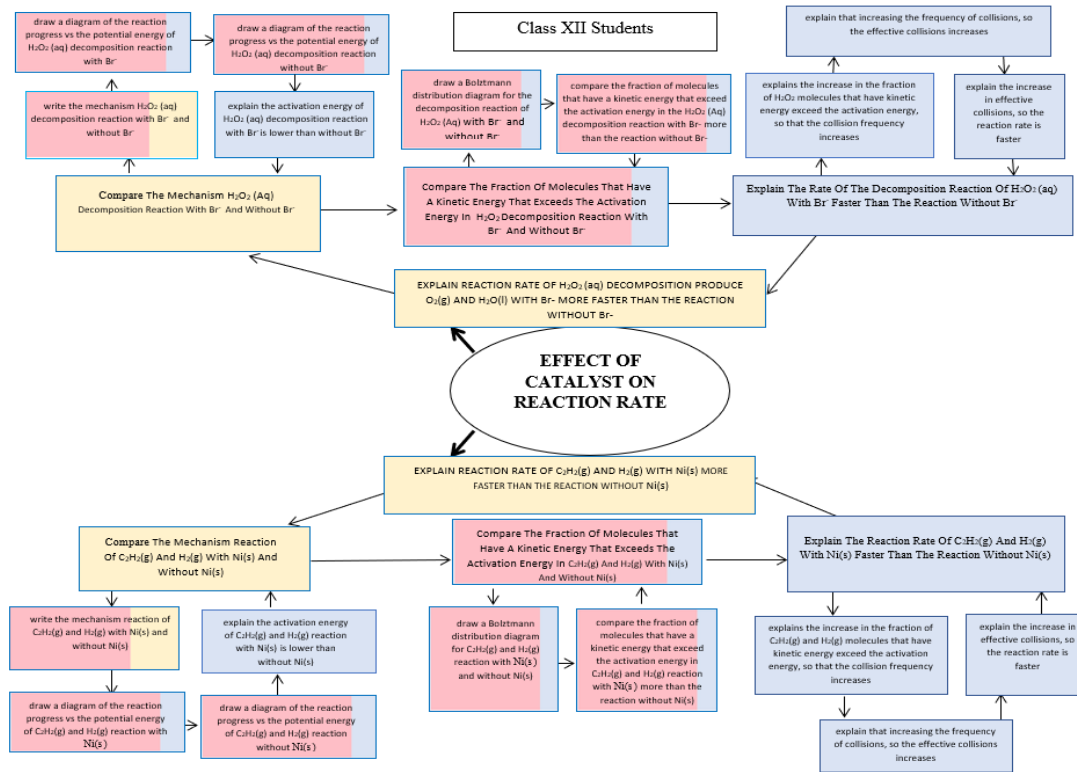 Class XII Students
draw a diagram of the reaction
progress vs the potential energy of
H₂O₂ (aq) decomposition reaction
with Br⁻
draw a diagram of the reaction
progress vs the potential energy of
H₂O₂ (aq) decomposition reaction
without Br⁻
write the mechanism H₂O₂ (aq)
decomposition reaction with Br⁻ and
without Br⁻
explain the activation energy of
H₂O₂ (aq) decomposition reaction
with Br⁻is lower than without Br⁻
Compare The Mechanism H₂O₂ (Aq)
Decomposition Reaction With Br⁻ And Without Br⁻
draw a Bolztmann
distribution diagram for the
decomposition reaction of
H₂O₂ (Aq) with Br⁻ and
without Br⁻
compare the fraction of molecules
that have a kinetic energy that exceed
the activation energy in the H₂O₂ (Aq)
decomposition reaction with Br- more
than the reaction without Br-
Compare The Fraction Of Molecules That Have
A Kinetic Energy That Exceeds The Activation
Energy In H₂O₂ Decomposition Reaction With
Br⁻ And Without Br⁻
explain that increasing the frequency of collisions, so
the effective collisions increases
explains the increase in the fraction
of H₂O₂ molecules that have kinetic
energy exceed the activation energy,
so that the collision frequency
increases
explain the increase
in effective
collisions, so the
reaction rate is
faster
Explain The Rate Of The Decomposition Reaction Of H₂O₂ (aq)
With Br⁻ Faster Than The Reaction Without Br⁻
EXPLAIN REACTION RATE OF H₂O₂ (aq) DECOMPOSITION PRODUCE
O₂(g) AND H₂O(l) WITH Br- MORE FASTER THAN THE REACTION
WITHOUT Br-
EFFECT OF
CATALYST ON
REACTION RATE
EXPLAIN REACTION RATE OF C₂H₂(g) AND H₂(g) WITH Ni(s) MORE
FASTER THAN THE REACTION WITHOUT Ni(s)
Compare The Mechanism Reaction
Of C₂H₂(g) And H₂(g) With Ni(s) And
Without Ni(s)
Compare The Fraction Of Molecules That
Have A Kinetic Energy That Exceeds The
Activation Energy In C₂H₂(g) And H₂(g) With Ni(s)
And Without Ni(s)
Explain The Reaction Rate Of C₂H₂(g) And H₂(g)
With Ni(s) Faster Than The Reaction Without Ni(s)
write the mechanism reaction of
C₂H₂(g) and H₂(g) with Ni(s) and
without Ni(s)
explain the activation energy
of C₂H₂(g) and H₂(g) reaction
with Ni(s) is lower than
without Ni(s)
draw a diagram of the reaction
progress vs the potential energy
of C₂H₂(g) and H₂(g) reaction with
Ni(s)
draw a diagram of the reaction
progress vs the potential energy
of C₂H₂(g) and H₂(g) reaction
without Ni(s)
draw a Bolztmann
distribution diagram
for C₂H₂(g) and H₂(g)
reaction with Ni(s)
and without Ni(s)
compare the fraction of
molecules that have a
kinetic energy that exceed
the activation energy in
C₂H₂(g) and H₂(g) reaction
with Ni(s) more than the
reaction without Ni(s)
explains the increase in the fraction
of C₂H₂(g) and H₂(g) molecules that have
kinetic energy exceed the activation
energy, so that the collision frequency
increases
explain the increase in
effective collisions, so
the reaction rate is
faster
explain that increasing the frequency
of collisions, so the effective collisions
increases